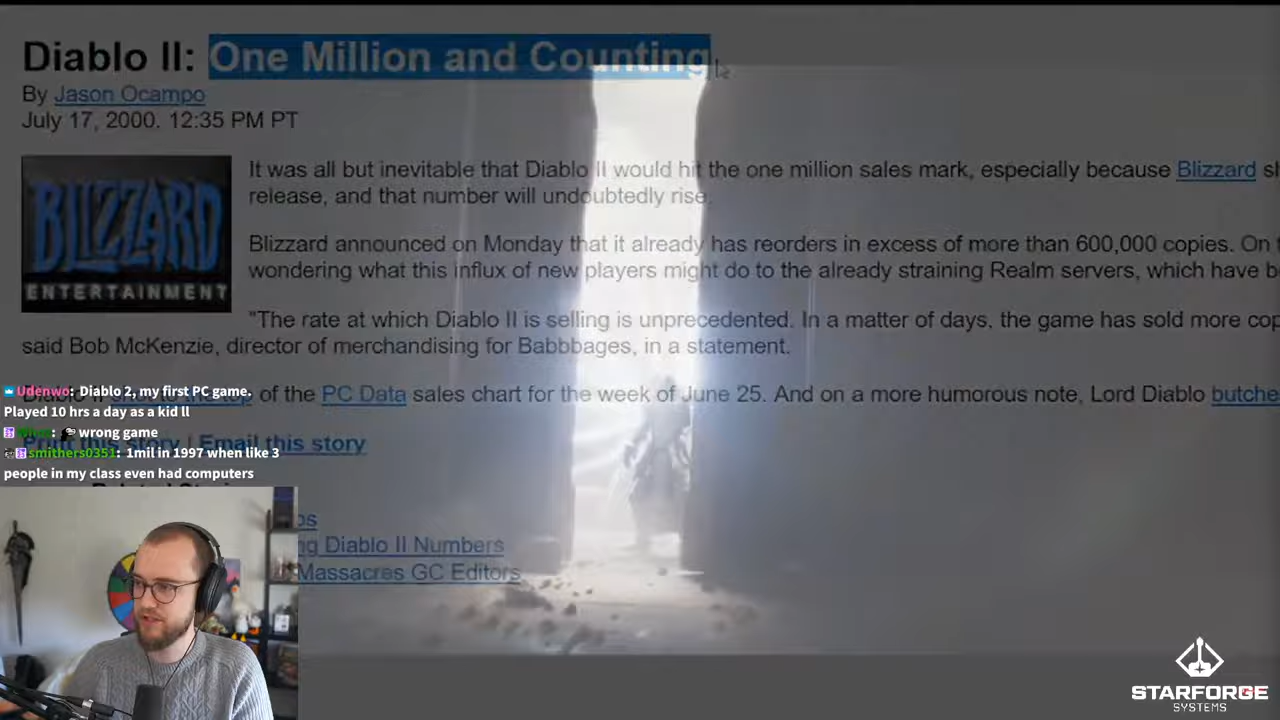 Diablo II: One Million and Counting
By Jason Ocampo
July 17, 2000. 12:35 PM PT
BLIZZARD
ENTERTAINMENT
It was all but inevitable that Diablo II would hit the one million sales mark, especially because Blizzard
release, and that number will undoubtedly rise.
Blizzard announced on Monday that it already has reorders in excess of more than 600,000 copies. On
wondering what this influx of new players might do to the already straining Realm servers, which have
"The rate at which Diablo II is selling is unprecedented. In a matter of days, the game has sold more
said Bob McKenzie, director of merchandising for Babbbages, in a statement.
of the PC Data sales chart for the week of June 25. And on a more humorous note, Lord Diablo butche
Print this story | Email this story
ng Diablo II Numbers
Massacres GC Editors
Udenwo: Diablo 2, my first PC game.
Played 10 hrs a day as a kid ll
wrong game
smithers0351: 1mil in 1997 when like 3
people in my class even had computers
STARFORGE
SYSTEMS